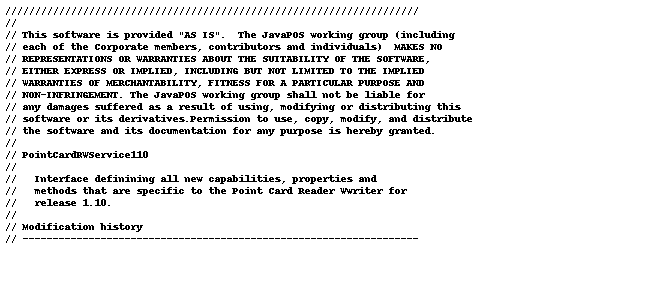 //////////////////////////////////////////////////////////////////////
//
// This software is provided "AS IS".  The JavaPOS working group (including
// each of the Corporate members, contributors and individuals)  MAKES NO
// REPRESENTATIONS OR WARRANTIES ABOUT THE SUITABILITY OF THE SOFTWARE,
// EITHER EXPRESS OR IMPLIED, INCLUDING BUT NOT LIMITED TO THE IMPLIED
// WARRANTIES OF MERCHANTABILITY, FITNESS FOR A PARTICULAR PURPOSE AND
// NON-INFRINGEMENT. The JavaPOS working group shall not be liable for
// any damages suffered as a result of using, modifying or distributing this
// software or its derivatives.Permission to use, copy, modify, and distribute
// the software and its documentation for any purpose is hereby granted.
//
// PointCardRWService110
//
//   Interface definining all new capabilities, properties and
//   methods that are specific to the Point Card Reader Wwriter for
//   release 1.10.
//
// Modification history
// ------------------------------------------------------------------